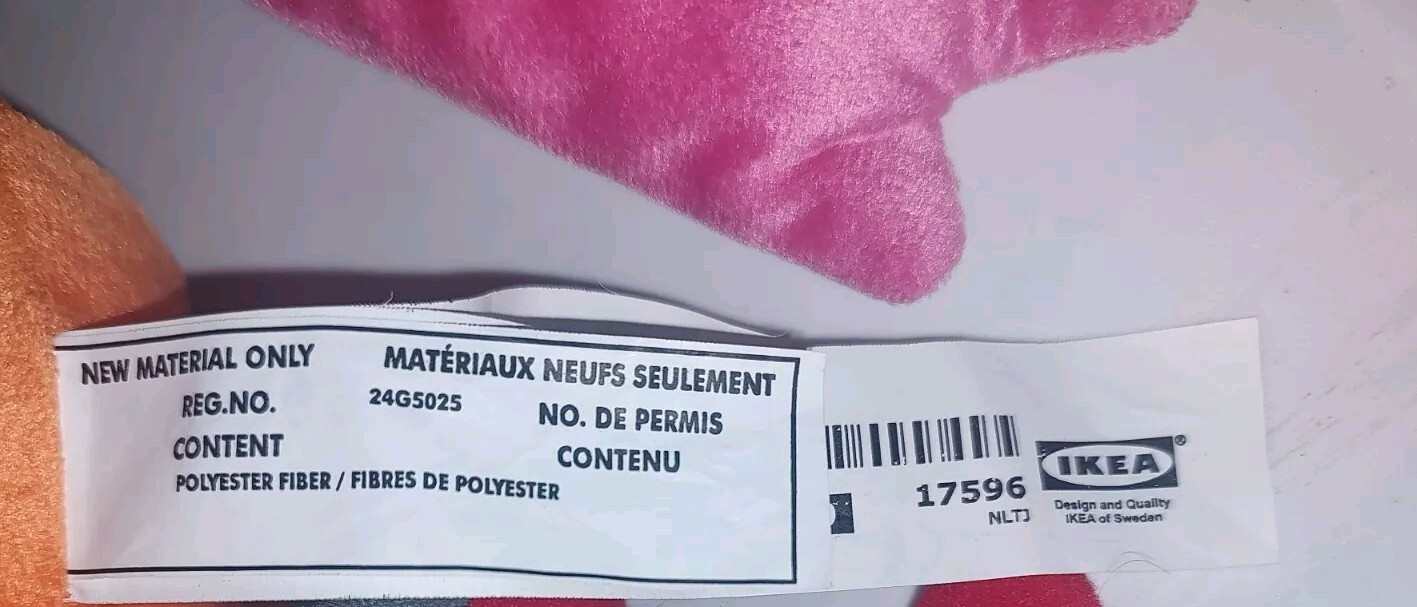 NEW MATERIAL ONLY MATÉRIAUX NEUFS SEULEMENT
REG.NO. 24G5025 NO. DE PERMIS
CONTENT CONTENU
POLYESTER FIBER / FIBRES DE POLYESTER
17596
NLTJ
IKEA®
Design and Quality
IKEA of Sweden